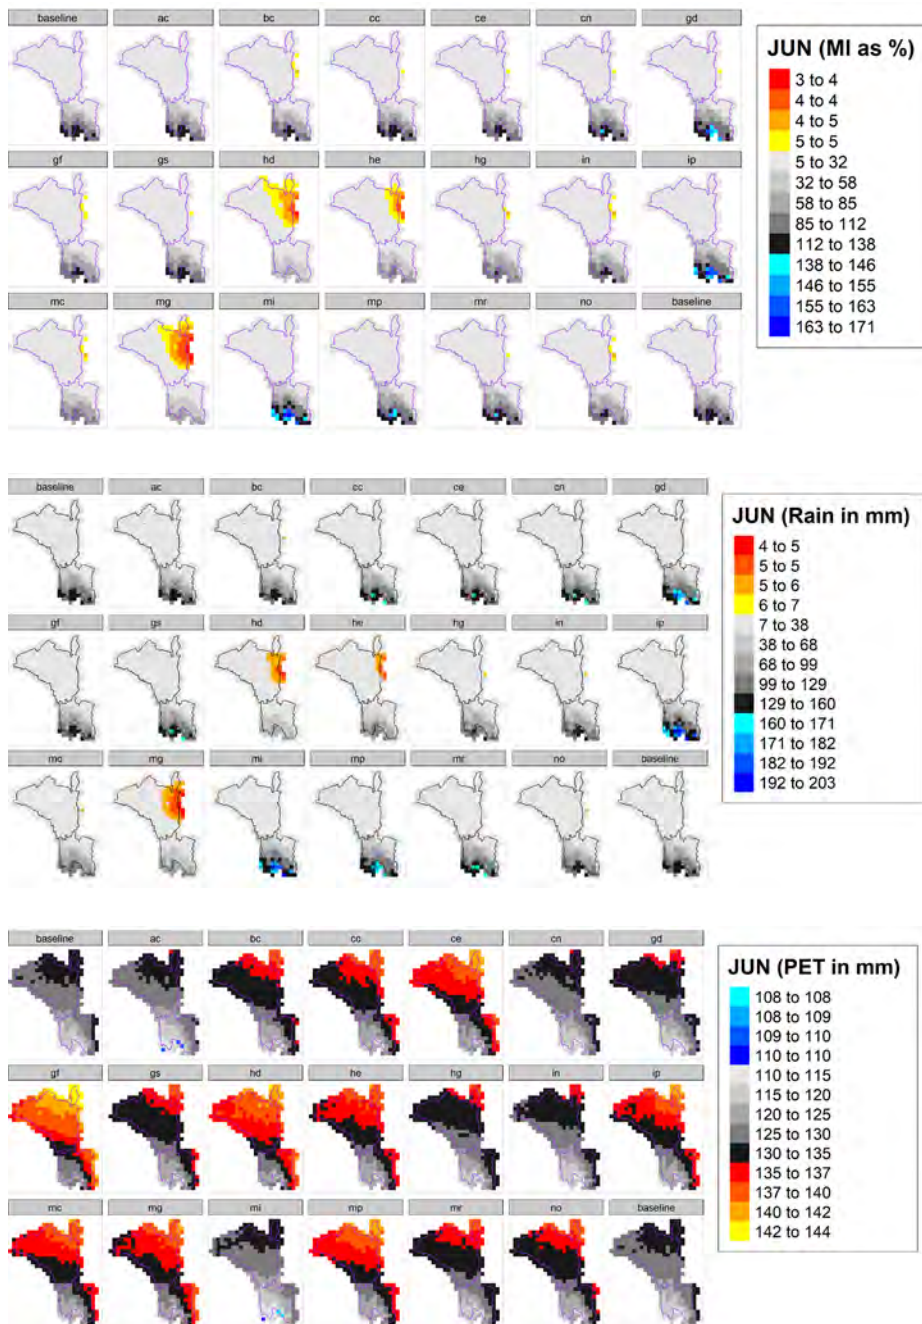 baseline ac bc cc ce cn gd
JUN (MI as %)
3 to 4
4 to 4
4 to 5
5 to 5
5 to 32
32 to 58
58 to 85
85 to 112
112 to 138
138 to 146
146 to 155
155 to 163
163 to 171
gf gs hd he hg in ip
mc mg mi mp mr no baseline
baseline ac bc cc ce cn gd
JUN (Rain in mm)
4 to 5
5 to 5
5 to 6
6 to 7
7 to 38
38 to 68
68 to 99
99 to 129
129 to 160
160 to 171
171 to 182
182 to 192
192 to 203
gf gs hd he hg in ip
mc mg mi mp mr no baseline
baseline ac bc cc ce cn gd
JUN (PET in mm)
108 to 108
108 to 109
109 to 110
110 to 110
110 to 115
115 to 120
120 to 125
125 to 130
130 to 135
135 to 137
137 to 140
140 to 142
142 to 144
gf gs hd he hg in ip
mc mg mi mp mr no baseline